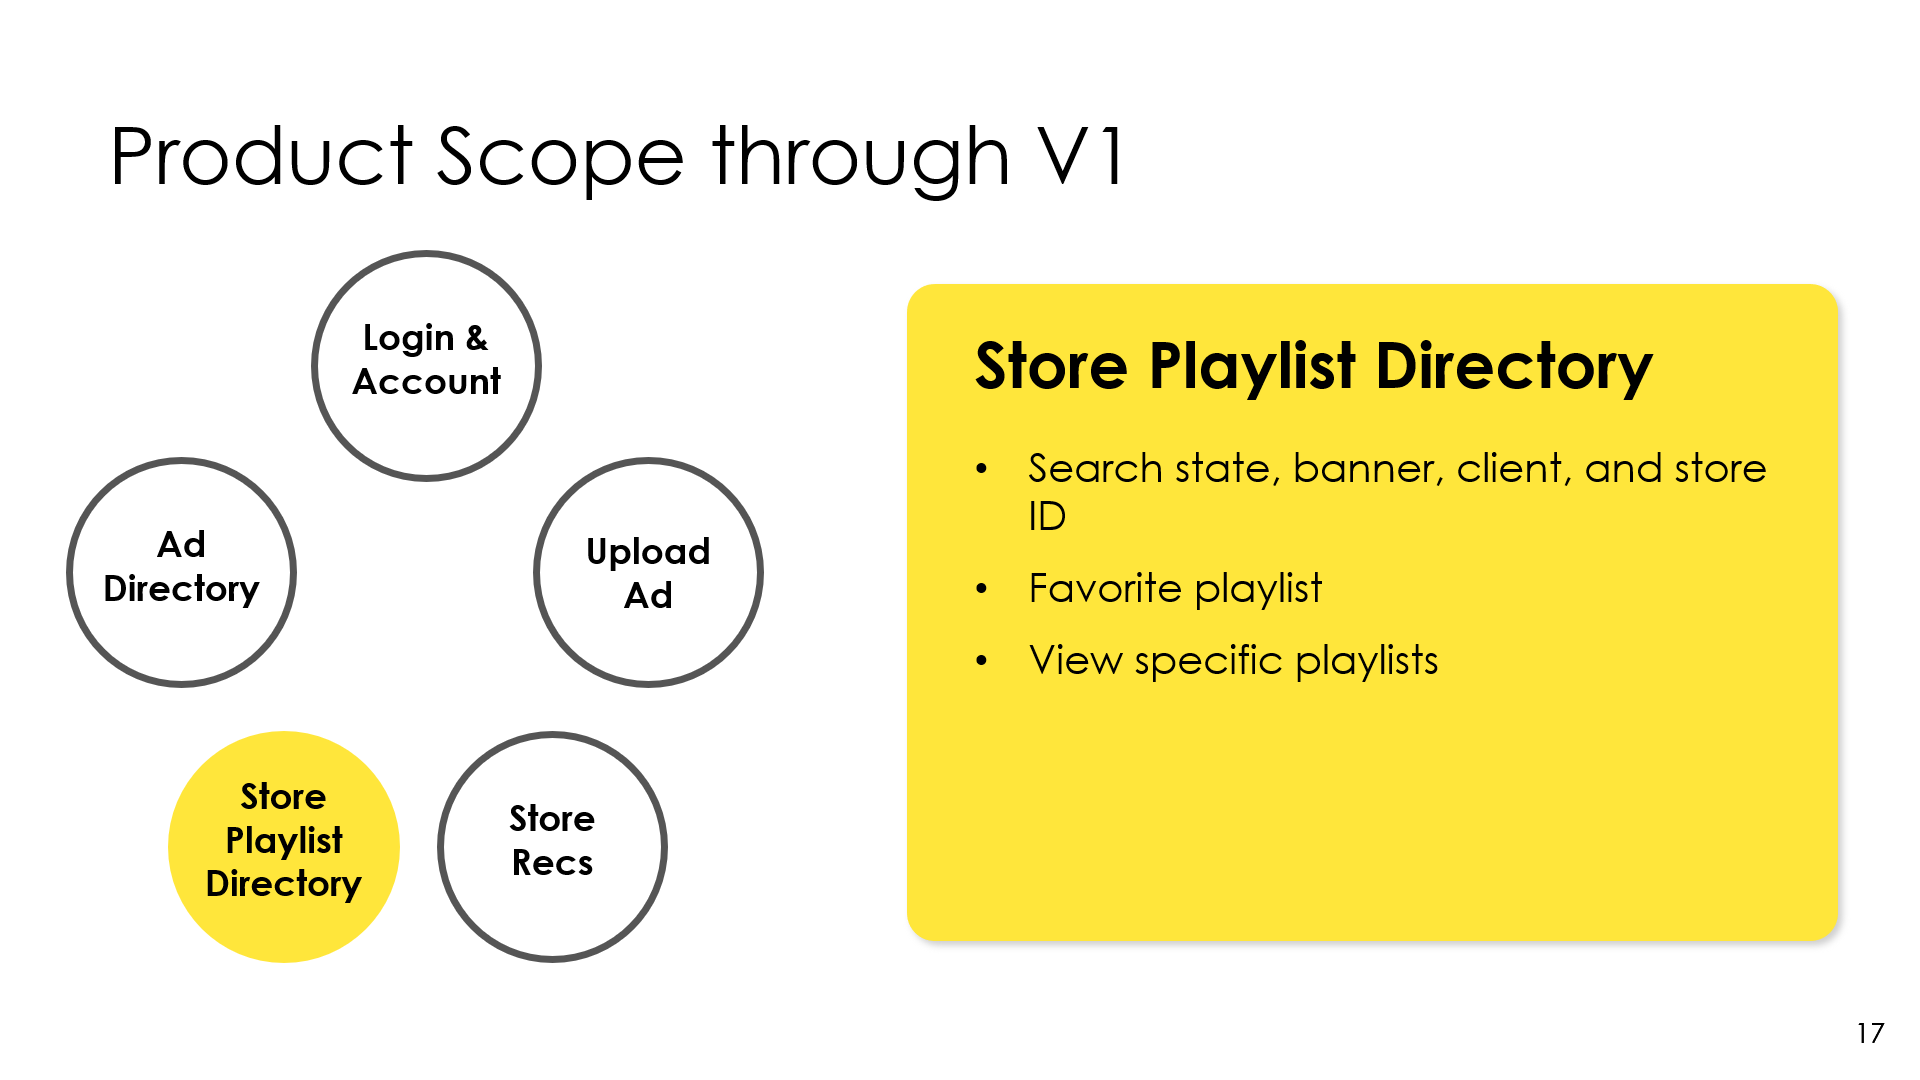 Product Scope through V1
Login &
Account
Ad
Directory
Upload
Ad
Store
Playlist
Directory
Store
Recs
Store Playlist Directory
• Search state, banner, client, and store
ID
• Favorite playlist
• View specific playlists
17